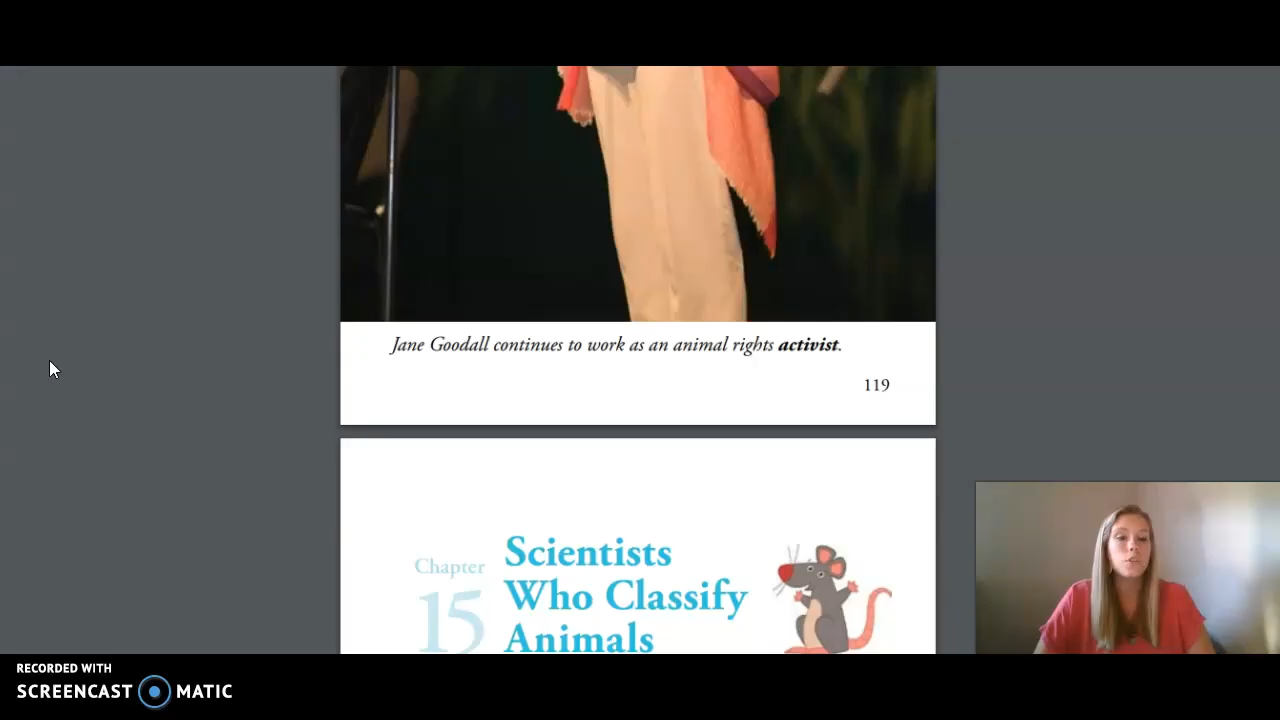 Jane Goodall continues to work as an animal rights activist.
119
Chapter
15
Scientists
Who Classify
Animals
RECORDED WITH
SCREENCAST MATIC